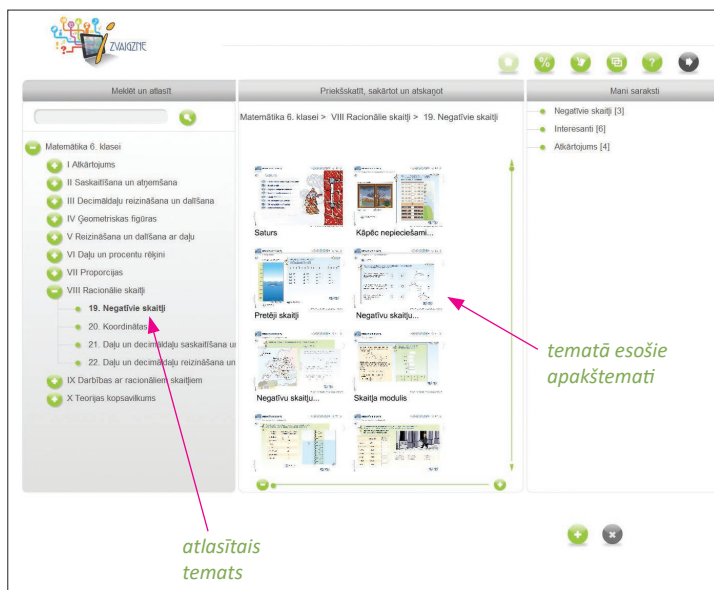 ZVAIGZNE
Meklēt un atlasīt
Priekšskatīt, sakārtot un atskaņot
Mani saraksti
Matemātika 6. klasei > VIII Racionālie skaitļi > 19. Negatīvie skaitļi
Matemātika 6. klasei
I Atkārtojums
II Saskaitīšana un atņemšana
III Decimāldaļu reizināšana un dalīšana
IV Ģeometriskas figūras
V Reizināšana un dalīšana ar daļu
VI Daļu un procentu rēķini
VII Proporcijas
VIII Racionālie skaitļi
19. Negatīvie skaitļi
20. Koordinātas
21. Daļu un decimāldaļu saskaitīšana u
22. Daļu un decimāldaļu reizināšana un
IX Darbības ar racionāliem skaitļiem
X Teorijas kopsavilkums
Saturs
Kāpēc nepieciešami...
Pretēji skaitļi
Negatīvu skaitļu...
Negatīvu skaitļu...
Skaitļa modulis
Negatīvie skaitļi [3]
Interesanti [6]
Atkārtojums [4]
tematā esošie
apakštemati
atlasītais
temats